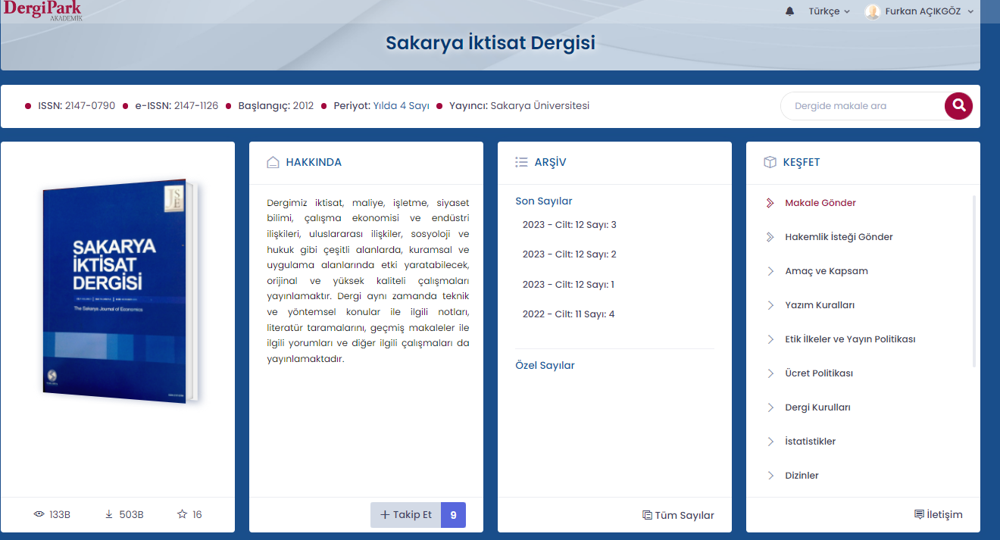 DergiPark
AKADEMİK
Türkçe
Furkan AÇIKGÖZ
Sakarya İktisat Dergisi
ISSN: 2147-0790 e-ISSN: 2147-1126 Başlangıç: 2012 Periyot: Yılda 4 Sayı Yayıncı: Sakarya Üniversitesi
Dergide makale ara
JSE
SAKARYA
İKTİSAT
DERGİSİ
The Sakarya Journal of Economics
133B 503B 16
HAKKINDA
Dergimiz iktisat, maliye, işletme, siyaset
bilimi, çalışma ekonomisi ve endüstri
ilişkileri, uluslararası ilişkiler, sosyoloji ve
hukuk gibi çeşitli alanlarda, kuramsal ve
uygulama alanlarında etki yaratabilecek,
orijinal ve yüksek kaliteli çalışmaları
yayınlamaktır. Dergi aynı zamanda teknik
ve yöntemsel konular ile ilgili notları,
literatür taramalarını, geçmiş makaleler ile
ilgili yorumları ve diğer ilgili çalışmaları da
yayınlamaktadır.
Takip Et 9
ARŞİV
Son Sayılar
2023 - Cilt: 12 Sayı: 3
2023 - Cilt: 12 Sayı: 2
2023 - Cilt: 12 Sayı: 1
2022 - Cilt: 11 Sayı: 4
Özel Sayılar
Tüm Sayılar
KEŞFET
Makale Gönder
Hakemlik İsteği Gönder
Amaç ve Kapsam
Yazım Kuralları
Etik İlkeler ve Yayın Politikası
Ücret Politikası
Dergi Kurulları
İstatistikler
Dizinler
İletişim